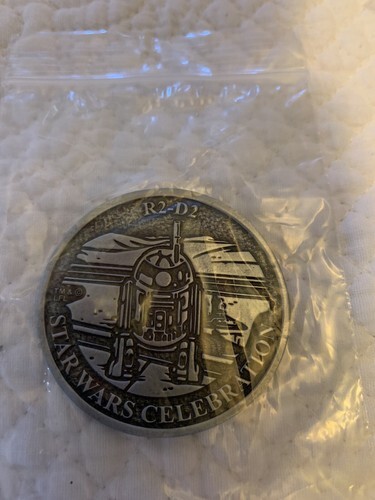 R2-D2
STAR WARS CELEBRATION